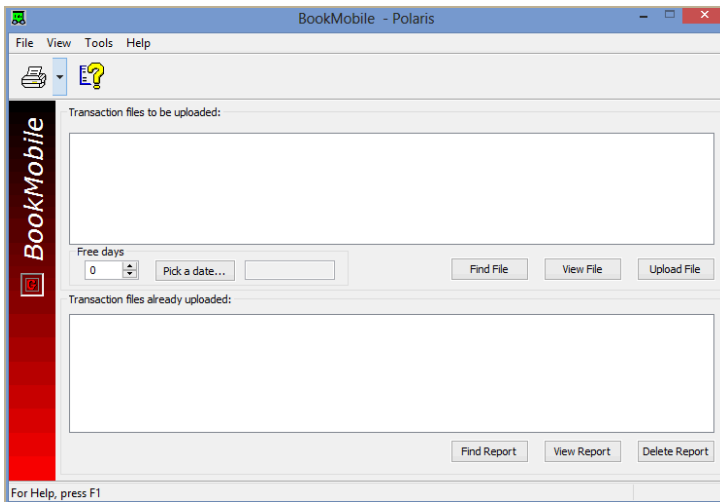 BookMobile - Polaris
File View Tools Help
BookMobile
Transaction files to be uploaded:
Free days
0
Pick a date...
Find File
View File
Upload File
Transaction files already uploaded:
Find Report
View Report
Delete Report
For Help, press F1